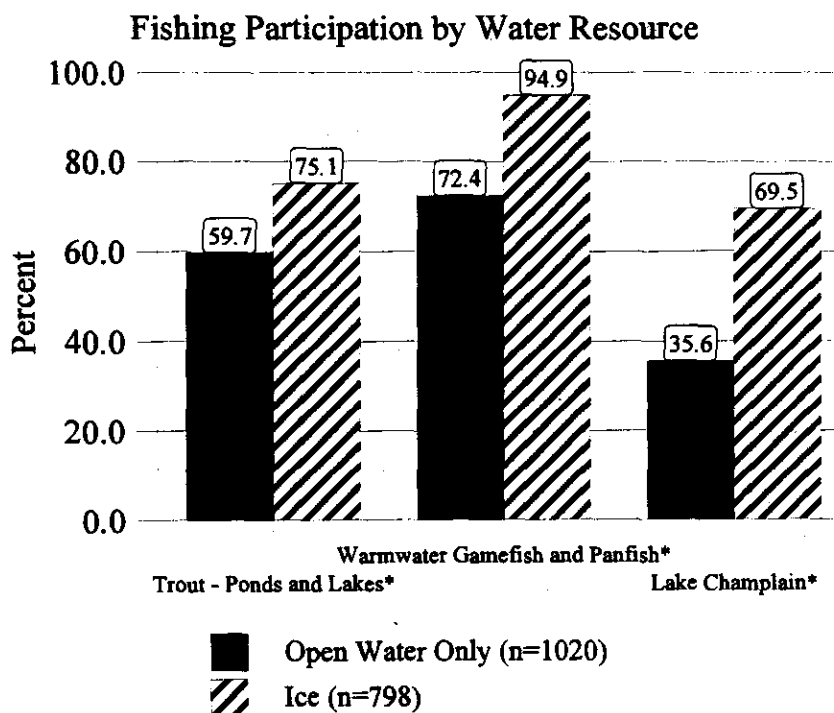 Fishing Participation by Water Resource
Percent
100.0
80.0
60.0
40.0
20.0
0.0
59.7
75.1
72.4
94.9
35.6
69.5
Warmwater Gamefish and Panfish*
Trout - Ponds and Lakes*
Lake Champlain*
Open Water Only (n=1020)
Ice (n=798)